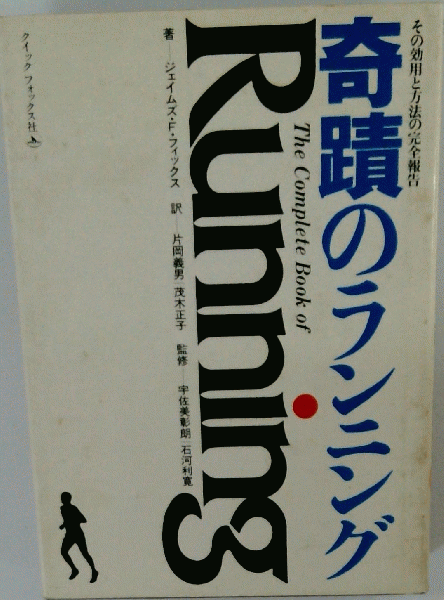 その効用と方法の完全報告
奇蹟のランニング
The Complete Book of
Running
著──ジェイムズ・F・フィックス 訳──片岡義男 茂木正子 監修──宇佐美彰朗 石河利寛
クイックフォックス社